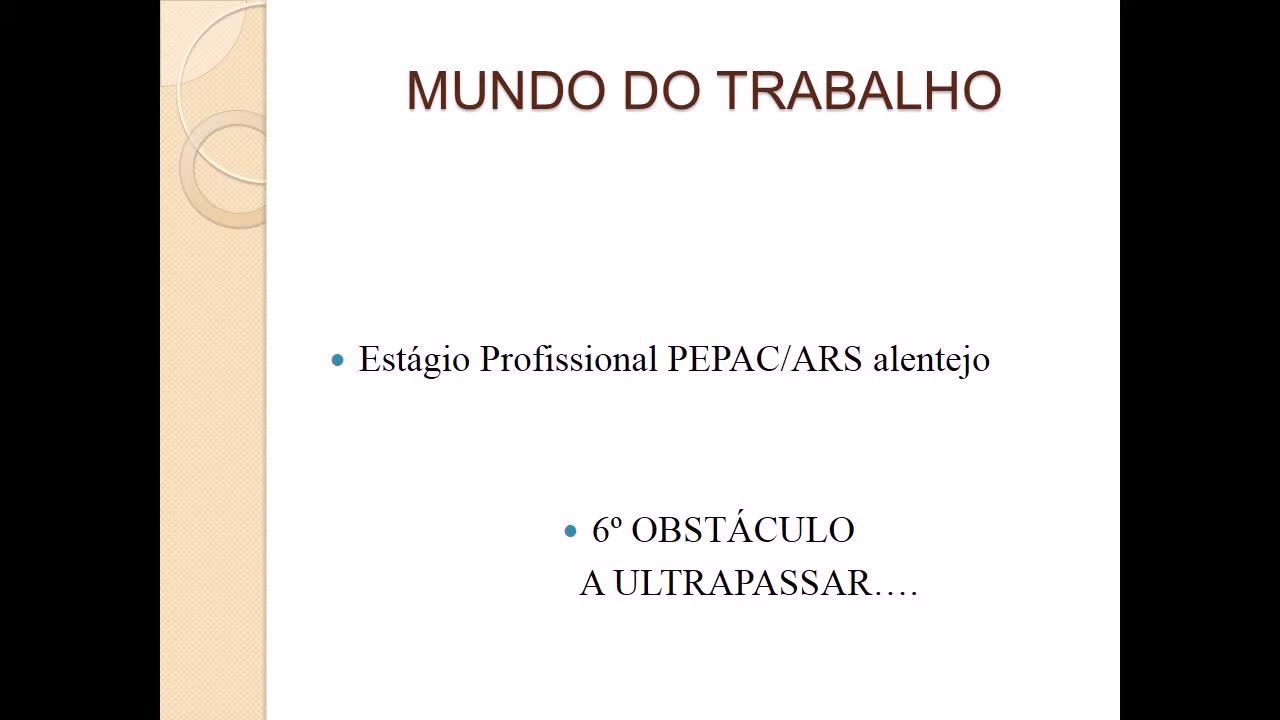 MUNDO DO TRABALHO
• Estágio Profissional PEPAC/ARS alentejo
• 6º OBSTÁCULO
A ULTRAPASSAR….